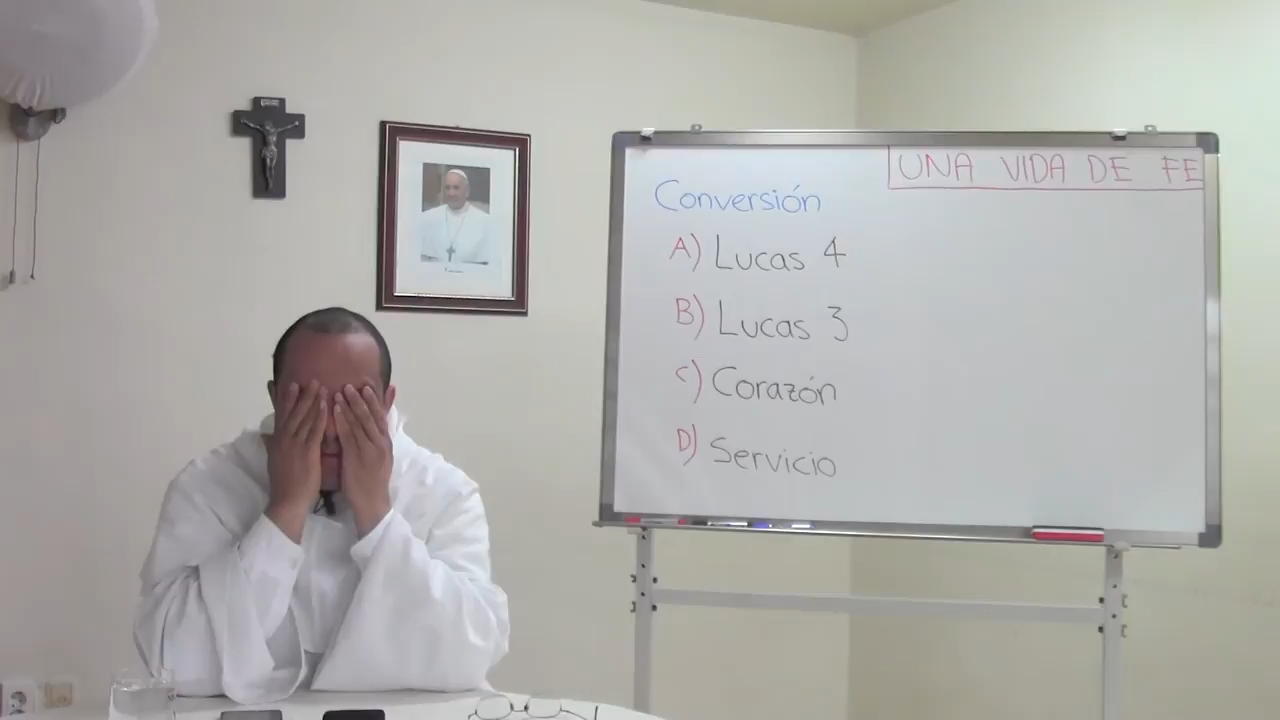 UNA VIDA DE FE
Conversión
A) Lucas 4
B) Lucas 3
C) Corazón
D) Servicio